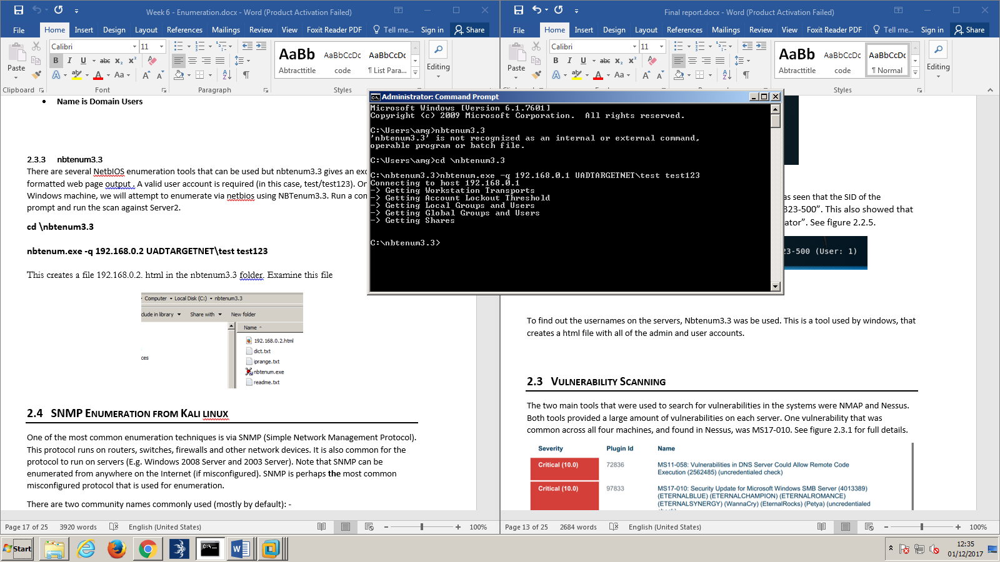 Week 6 - Enumeration.docx - Word (Product Activation Failed)
File Home Insert Design Layout References Mailings Review View Foxit Reader PDF Tell me... Sign in Share
Calibri 11
Paste
B I U abc x₂ x²
Aa
AaBb AaBbCcDc AaBbCcDc
Abtracttitle code ¶ List Para...
Editing
Clipboard Font Paragraph Styles
• Name is Domain Users
2.3.3 nbtenum3.3
There are several NetbIOS enumeration tools that can be used but nbtenum3.3 gives an
formatted web page output . A valid user account is required (in this case, test/test123).
Windows machine, we will attempt to enumerate via netbios using NBTenum3.3. Run a
prompt and run the scan against Server2.
cd \nbtenum3.3
nbtenum.exe -q 192.168.0.2 UADTARGETNET\test test123
This creates a file 192.168.0.2. html in the nbtenum3.3 folder. Examine this file
Computer Local Disk (C:) nbtenum3.3
clude in library Share with New folder
Name
192.168.0.2.html
dict.txt
iprange.txt
nbtenum.exe
readme.txt
ces
2.4 SNMP ENUMERATION FROM KALI LINUX
One of the most common enumeration techniques is via SNMP (Simple Network Management Protocol).
This protocol runs on routers, switches, firewalls and other network devices. It is also common for the
protocol to run on servers (E.g. Windows 2008 Server and 2003 Server). Note that SNMP can be
enumerated from anywhere on the Internet (if misconfigured). SNMP is perhaps the most common
misconfigured protocol that is used for enumeration.
There are two community names commonly used (mostly by default): -
Page 17 of 25 3920 words English (United States) 100%
Final report.docx - Word (Product Activation Failed)
File Home Insert Design Layout References Mailings Review View Foxit Reader PDF Tell me... Sign in Share
Calibri 11
Paste
B I U abc x₂ x²
Aa
AaBb AaBbCcDc AaBbCcDc
Abtracttitle code ¶ Normal
Editing
Clipboard Font Paragraph Styles
Administrator: Command Prompt
Microsoft Windows [Version 6.1.7601]
Copyright (c) 2009 Microsoft Corporation. All rights reserved.
C:\Users\amg>nbtenum3.3
'nbtenum3.3' is not recognized as an internal or external command,
operable program or batch file.
C:\Users\amg>cd \nbtenum3.3
C:\nbtenum3.3>nbtenum.exe -q 192.168.0.1 UADTARGETNET\test test123
Connecting to host 192.168.0.1
-> Getting Workstation Transports
-> Getting Account Lockout Threshold
-> Getting Local Groups and Users
-> Getting Global Groups and Users
-> Getting Shares
C:\nbtenum3.3>
as seen that the SID of the
323-500”. This also showed that
ator”. See figure 2.2.5.
23-500 (User: 1)
To find out the usernames on the servers, Nbtenum3.3 was be used. This is a tool used by windows, that
creates a html file with all of the admin and user accounts.
2.3 VULNERABILITY SCANNING
The two main tools that were used to search for vulnerabilities in the systems were NMAP and Nessus.
Both tools provided a large amount of vulnerabilities on each server. One vulnerability that was
common across all four machines, and found in Nessus, was MS17-010. See figure 2.3.1 for full details.
Severity Plugin Id Name
Critical (10.0) 72836 MS11-058: Vulnerabilities in DNS Server Could Allow Remote Code
Execution (2562485) (uncredentialed check)
Critical (10.0) 97833 MS17-010: Security Update for Microsoft Windows SMB Server (4013389)
(ETERNALBLUE) (ETERNALCHAMPION) (ETERNALROMANCE)
(ETERNALSYNERGY) (WannaCry) (EternalRocks) (Petya) (uncredentialed
Page 13 of 25 2684 words English (United States) 100%
Start
12:35
01/12/2017